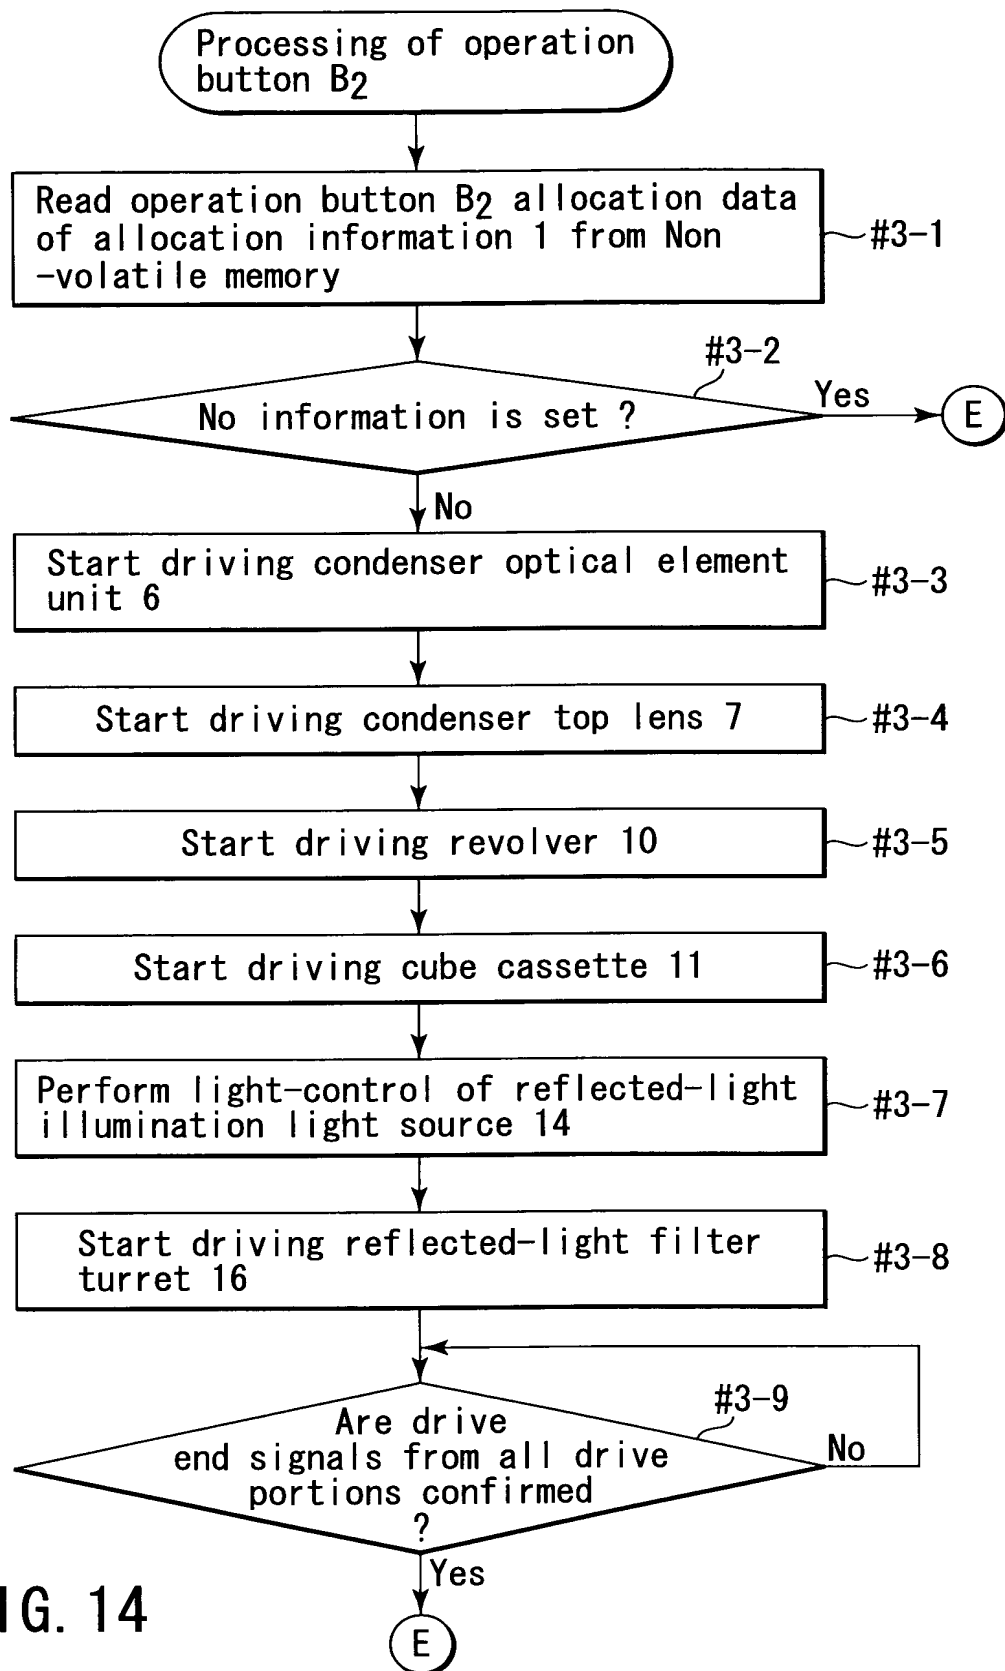 Processing of operation
button B2
Read operation button B2 allocation data
of allocation information 1 from Non
-volatile memory
#3-1
#3-2
No information is set ?
Yes
E
No
Start driving condenser optical element
unit 6
#3-3
Start driving condenser top lens 7
#3-4
Start driving revolver 10
#3-5
Start driving cube cassette 11
#3-6
Perform light-control of reflected-light
illumination light source 14
#3-7
Start driving reflected-light filter
turret 16
#3-8
#3-9
Are drive
end signals from all drive
portions confirmed
?
No
Yes
E
IG. 14